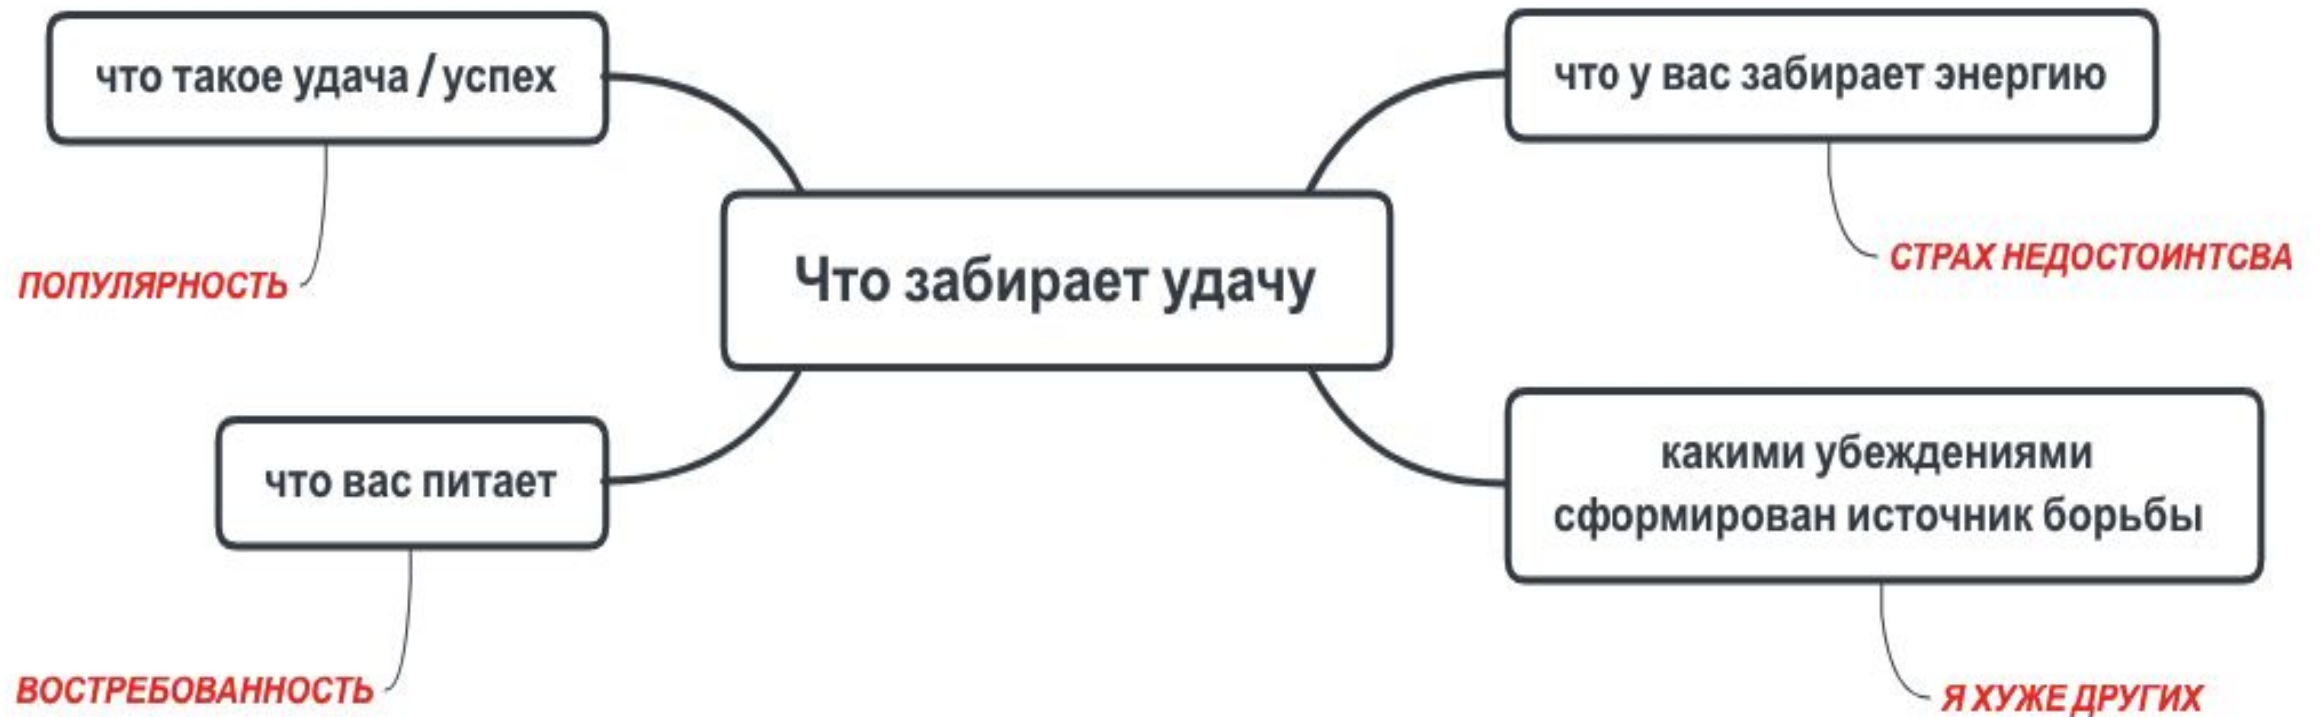 что такое удача / успех
что у вас забирает энергию
Что забирает удачу
ПОПУЛЯРНОСТЬ
СТРАХ НЕДОСТОИНТСВА
что вас питает
какими убеждениями
сформирован источник борьбы
ВОСТРЕБОВАННОСТЬ
Я ХУЖЕ ДРУГИХ